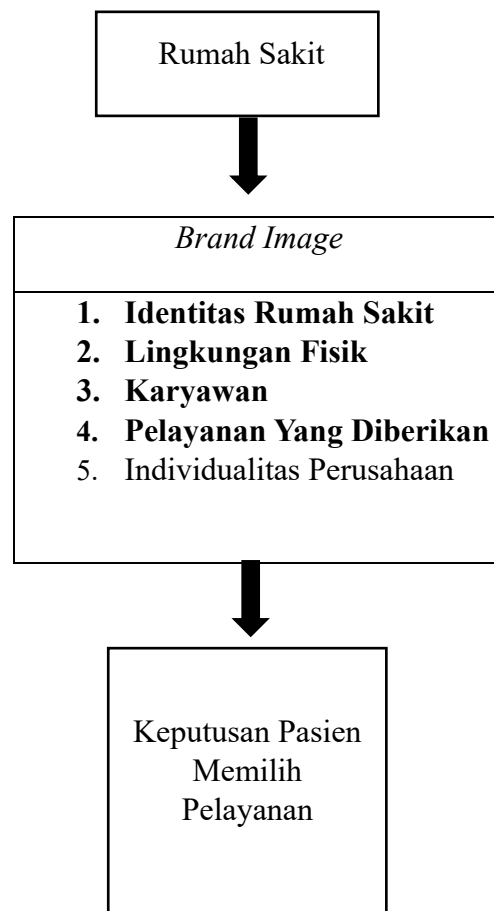 Rumah Sakit
Brand Image
1. Identitas Rumah Sakit
2. Lingkungan Fisik
3. Karyawan
4. Pelayanan Yang Diberikan
5. Individualitas Perusahaan
Keputusan Pasien
Memilih
Pelayanan